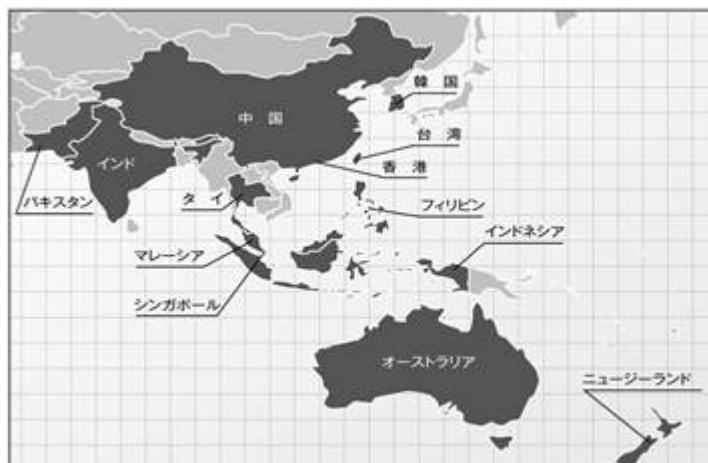 韓 国
中 国
台 湾
香 港
インド
パキスタン
タ イ
フィリピン
インドネシア
マレーシア
シンガポール
オーストラリア
ニュージーランド